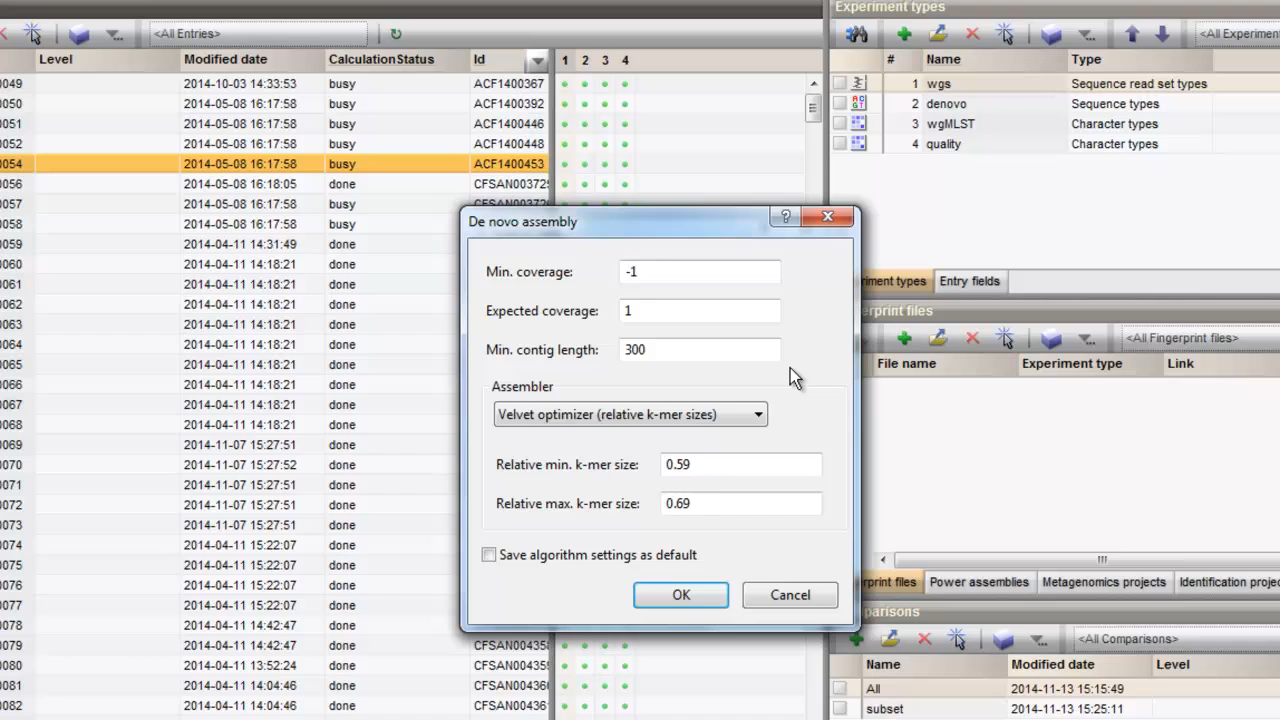 Experiment types
<All Entries>
<All Experimen
Level Modified date CalculationStatus Id 1 2 3 4
# Name Type
0049 2014-10-03 14:33:53 busy ACF1400367
1 wgs Sequence read set types
0050 2014-05-08 16:17:58 busy ACF1400392
2 denovo Sequence types
0051 2014-05-08 16:17:58 busy ACF1400446
3 wgMLST Character types
0052 2014-05-08 16:17:58 busy ACF1400448
4 quality Character types
0054 2014-05-08 16:17:58 busy ACF1400453
0056 2014-05-08 16:18:05 done CFSAN003725
0057 2014-05-08 16:17:58 busy
0058 2014-05-08 16:17:58 busy
0059 2014-04-11 14:31:49 done
0060 2014-04-11 14:18:21 done
0061 2014-04-11 14:18:21 done
0062 2014-04-11 14:18:21 done
0063 2014-04-11 14:18:21 done
0064 2014-04-11 14:18:21 done
0065 2014-04-11 14:18:21 done
0067 2014-04-11 14:18:21 done
0068 2014-04-11 14:18:21 done
0069 2014-11-07 15:27:51 done
0070 2014-11-07 15:27:52 done
0071 2014-11-07 15:27:51 done
0072 2014-11-07 15:27:51 done
0073 2014-11-07 15:27:51 done
0074 2014-04-11 15:22:07 done
0075 2014-04-11 15:22:07 done
0076 2014-04-11 15:22:07 done
0077 2014-04-11 15:22:07 done
0078 2014-04-11 14:42:47 done
0079 2014-04-11 14:42:47 done CFSAN004358
0080 2014-04-11 13:52:24 done CFSAN004359
0081 2014-04-11 14:04:46 done CFSAN004366
0082 2014-04-11 14:04:46 done
De novo assembly
Min. coverage: -1
Expected coverage: 1
Min. contig length: 300
Assembler
Velvet optimizer (relative k-mer sizes)
Relative min. k-mer size: 0.59
Relative max. k-mer size: 0.69
Save algorithm settings as default
OK Cancel
riment types Entry fields
erprint files
<All Fingerprint files>
File name Experiment type Link
rprint files Power assemblies Metagenomics projects Identification projec
parisons
<All Comparisons>
Name Modified date Level
All 2014-11-13 15:15:49
subset 2014-11-13 15:25:11